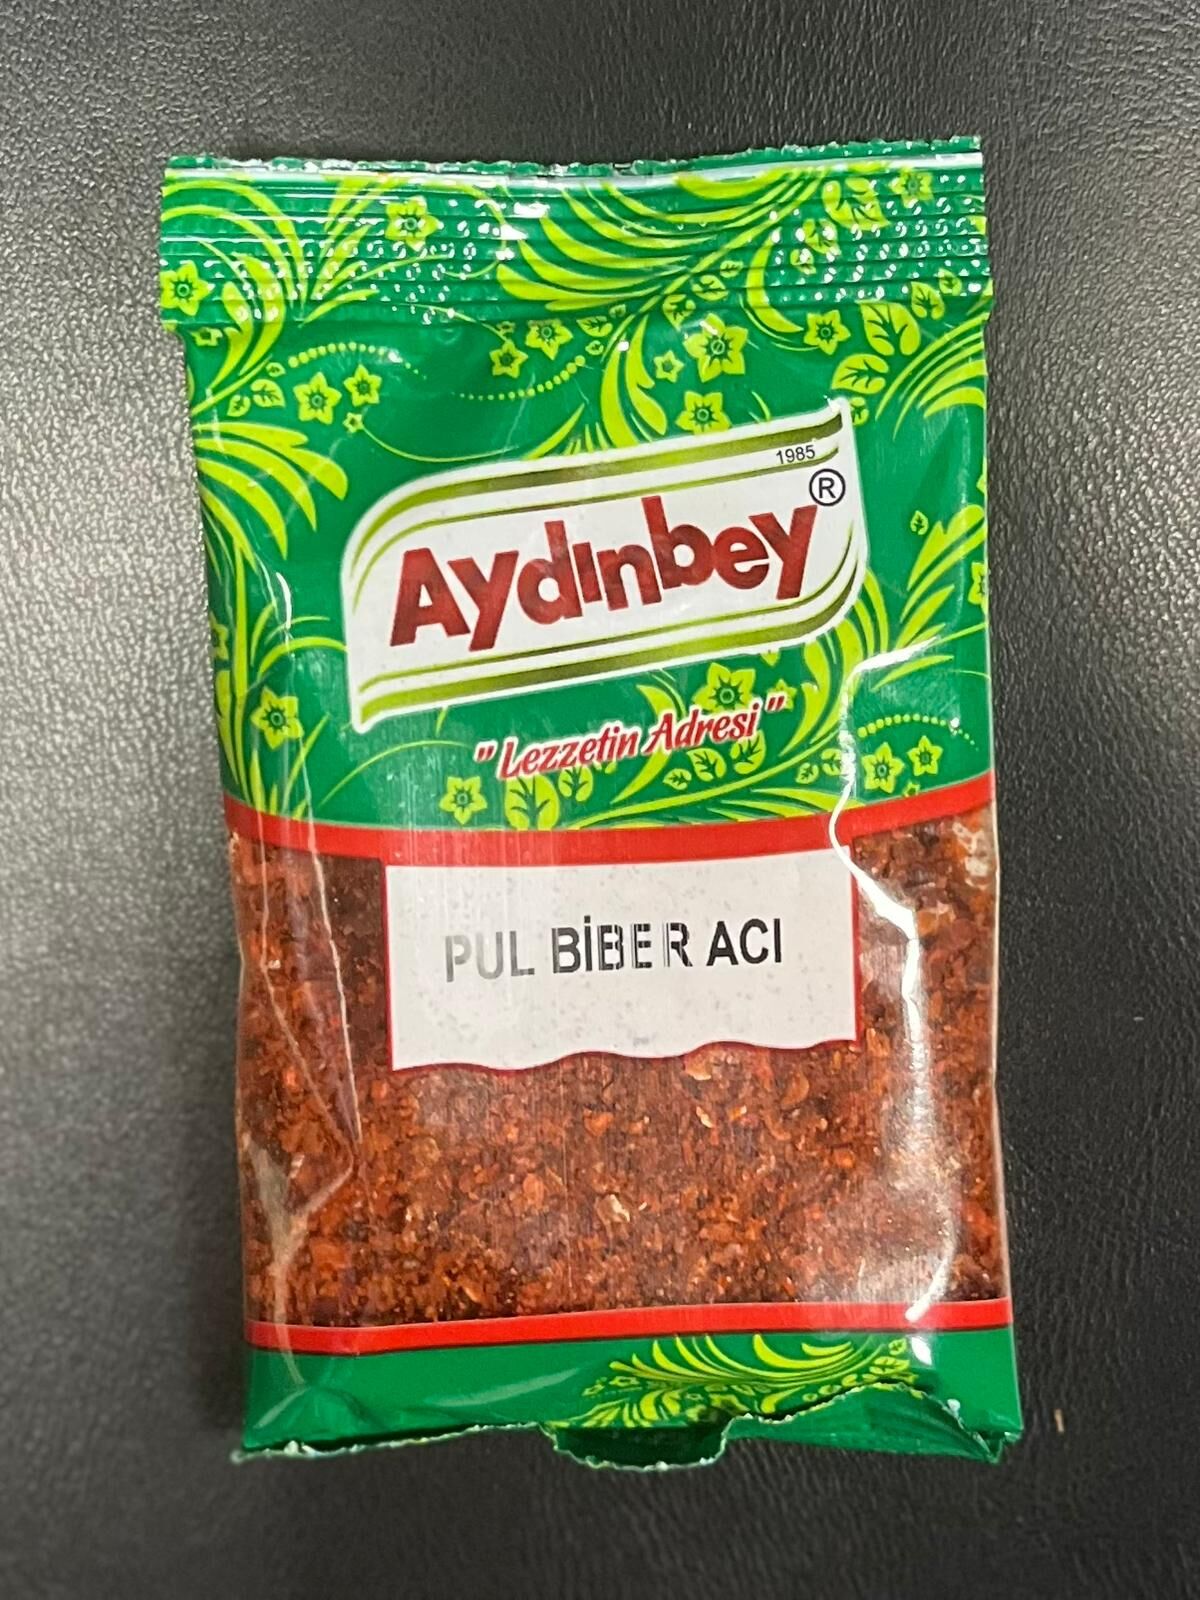 1985
Aydınbey®
"Lezzetin Adresi"
PUL BİBER ACI